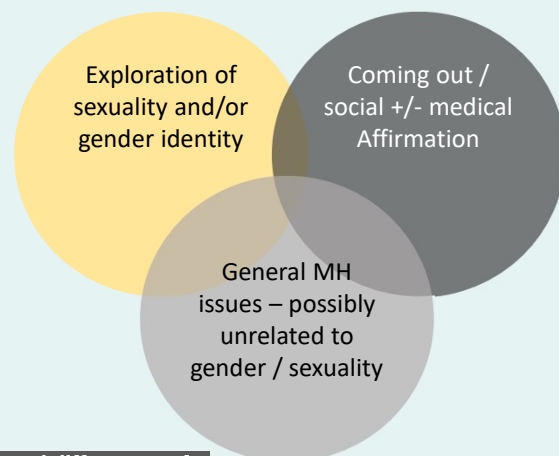 Exploration of
sexuality and/or
gender identity
Coming out /
social +/- medical
Affirmation
General MH
issues – possibly
unrelated to
gender / sexuality